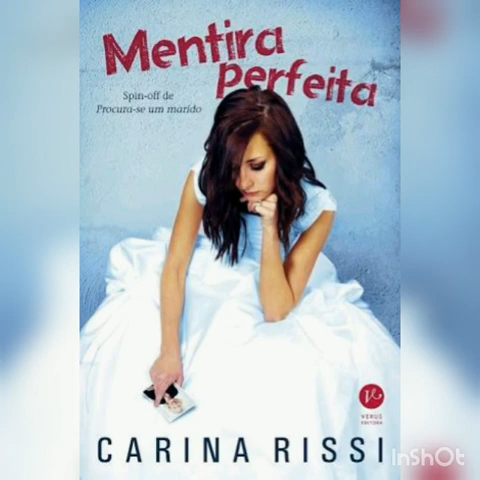 Mentira
perfeita
Spin-off de
Procura-se um marido
VERUS
EDITORA
CARINA RISSI
InShOt